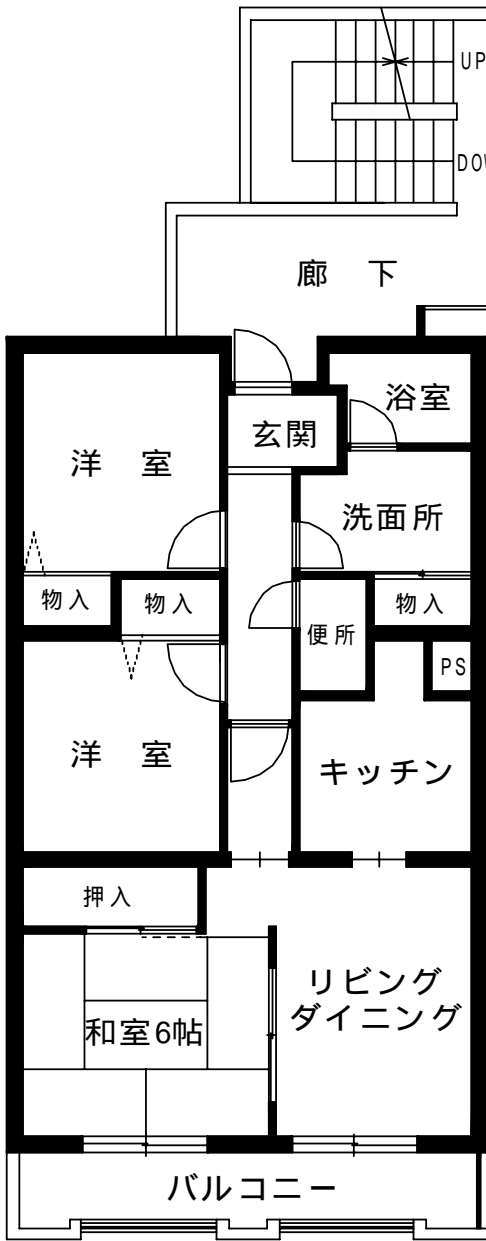 UP
DOW
廊 下
浴室
玄関
洋 室
洗面所
物入
物入
物入
便所
PS
洋 室
キッチン
押入
リビング
ダイニング
和室6帖
バルコニー